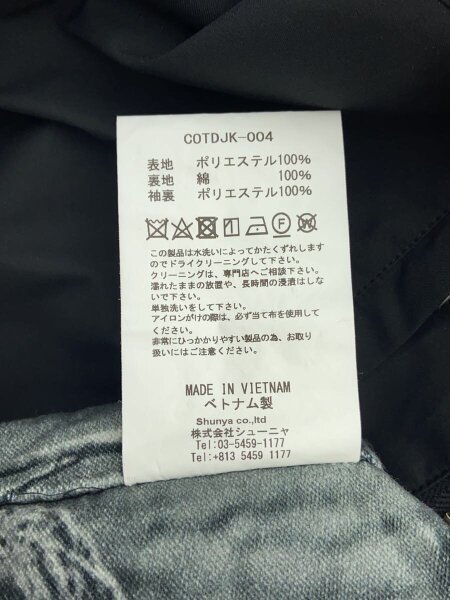 COTDJK-004
表地 ポリエステル100%
裏地 綿 100%
袖裏 ポリエステル100%
この製品は水洗いによってかたくずれします
のでドライクリーニングして下さい。
クリーニングは、専門店へご相談下さい。
濡れたままの放置や、長時間の浸漬はしな
いで下さい。
単独洗いをして下さい。
アイロンがけの際は、必ず当て布を使用して
ください。
非常にひっかかりやすい製品の為、お取り
扱いにはご注意ください。
MADE IN VIETNAM
ベトナム製
Shunya co.,ltd
株式会社シューニャ
Tel:03-5459-1177
Tel:+813 5459 1177